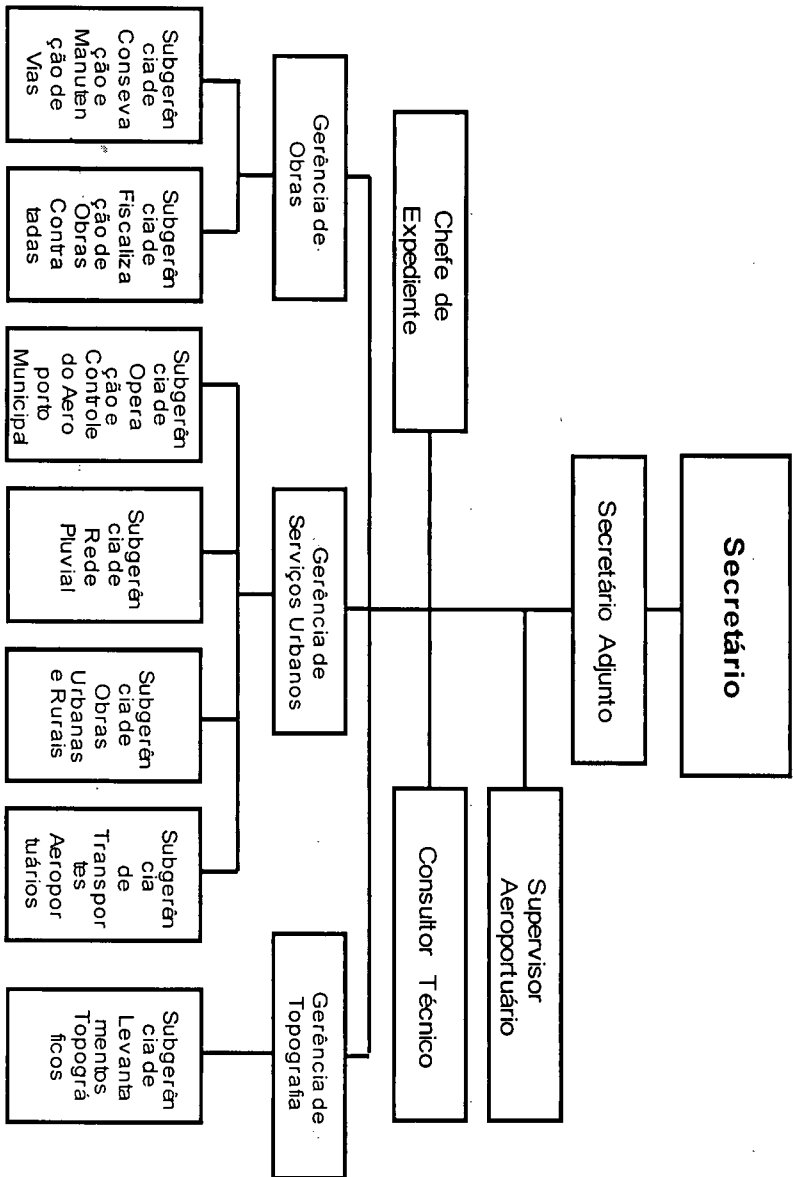 Secretário
Secretário Adjunto
Supervisor
Aeroportuário
Chefe de
Expediente
Consultor Técnico
Gerência de
Obras
Gerência de
Serviços Urbanos
Gerência de
Topografia
Subgerên
cia de
Conseva
ção e
Manuten
ção de
Vias
Subgerên
cia de
Fiscaliza
ção de
Obras
Contra
tadas
Subgerên
cia de
Opera
ção e
Controle
do Aero
porto
Municipal
Subgerên
cia de
Rede
Pluvial
Subgerên
cia de
Obras
Urbanas
e Rurais
Subgerên
cia
de
Transpor
tes
Aeropor
tuários
Subgerên
cia de
Levanta
mentos
Topográ
ficos